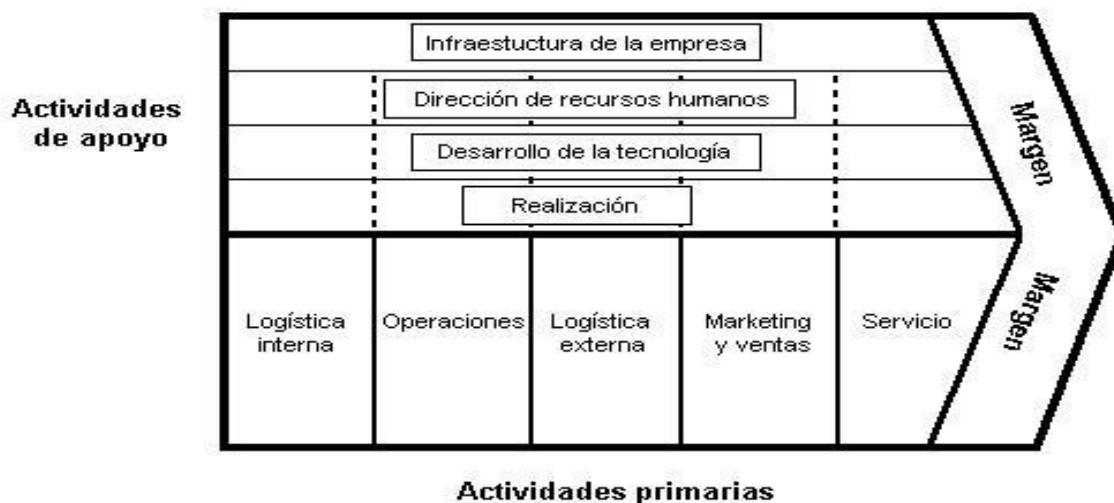 Infraestuctura de la empresa
Dirección de recursos humanos
Desarrollo de la tecnología
Realización
Actividades
de apoyo
Margen
Margen
Logística
interna
Operaciones
Logística
externa
Marketing
y ventas
Servicio
Actividades primarias